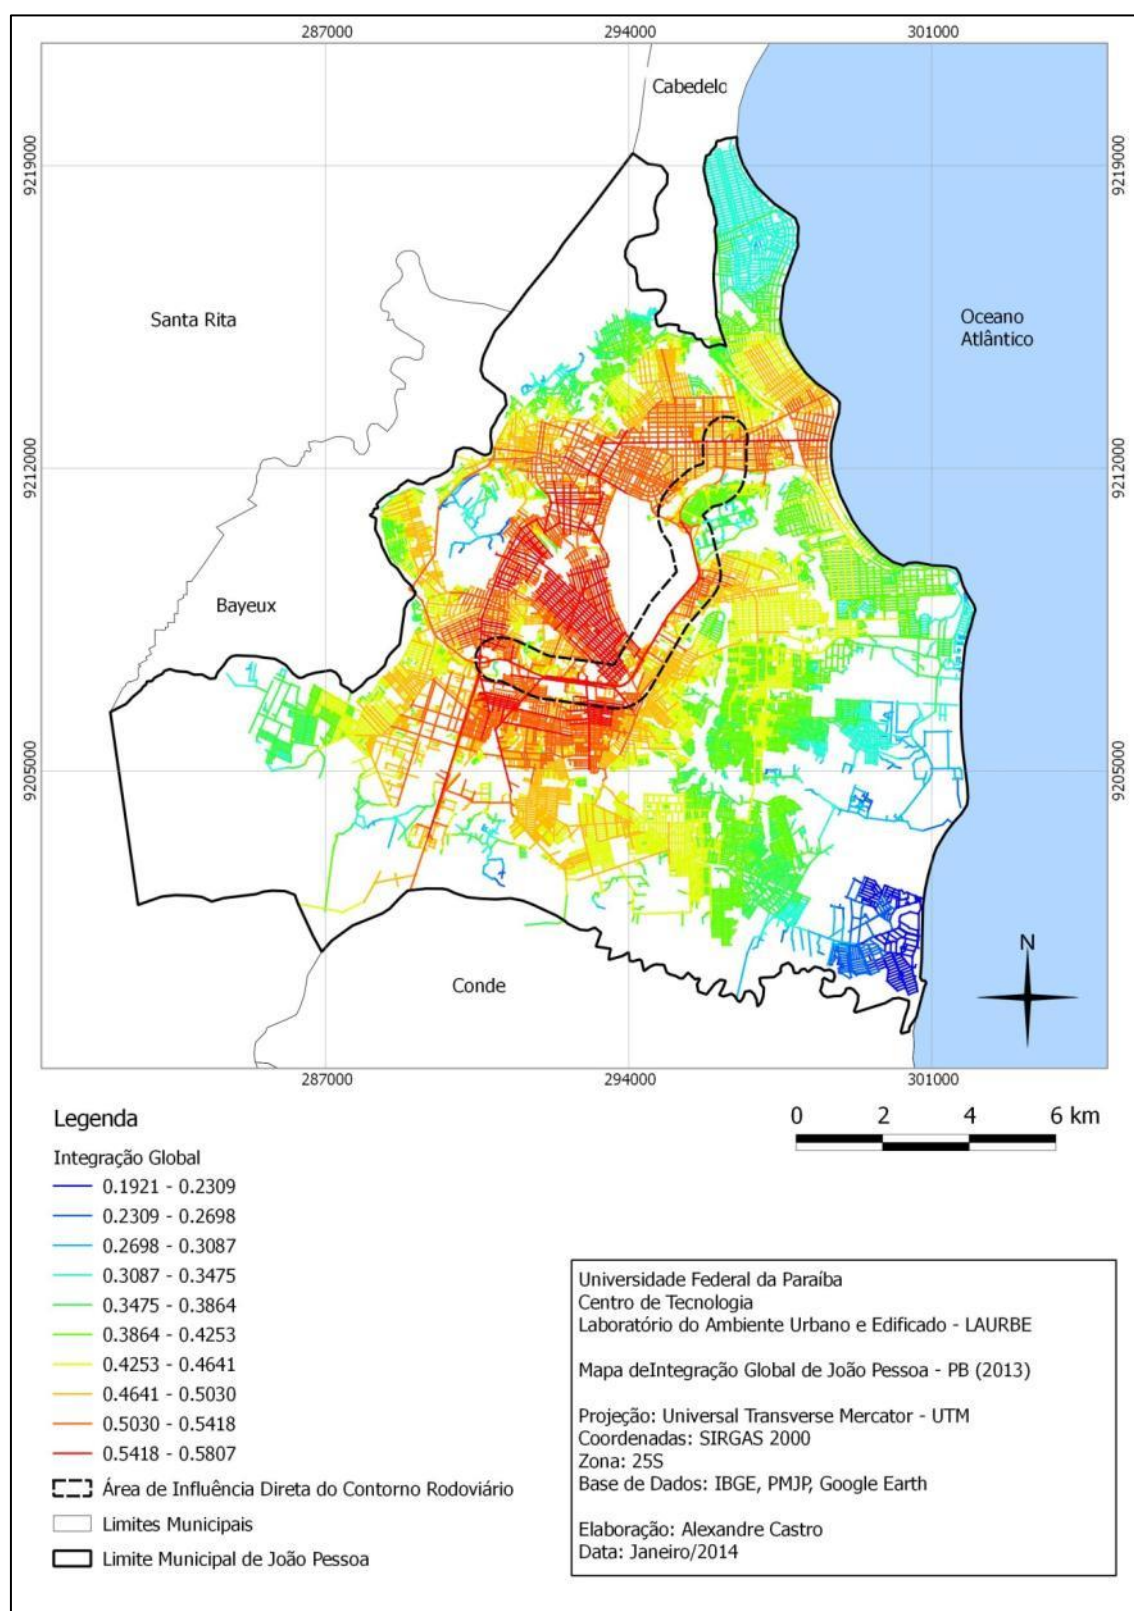 287000
294000
301000
Cabedelo
9219000
9219000
Santa Rita
Oceano
Atlântico
9212000
9212000
Bayeux
9205000
9205000
N
Conde
287000
294000
301000
Legenda
0 2 4 6 km
Integração Global
0.1921 - 0.2309
0.2309 - 0.2698
0.2698 - 0.3087
0.3087 - 0.3475
0.3475 - 0.3864
0.3864 - 0.4253
0.4253 - 0.4641
0.4641 - 0.5030
0.5030 - 0.5418
0.5418 - 0.5807
Área de Influência Direta do Contorno Rodoviário
Limites Municipais
Limite Municipal de João Pessoa
Universidade Federal da Paraíba
Centro de Tecnologia
Laboratório do Ambiente Urbano e Edificado - LAURBE
Mapa deIntegração Global de João Pessoa - PB (2013)
Projeção: Universal Transverse Mercator - UTM
Coordenadas: SIRGAS 2000
Zona: 25S
Base de Dados: IBGE, PMJP, Google Earth
Elaboração: Alexandre Castro
Data: Janeiro/2014